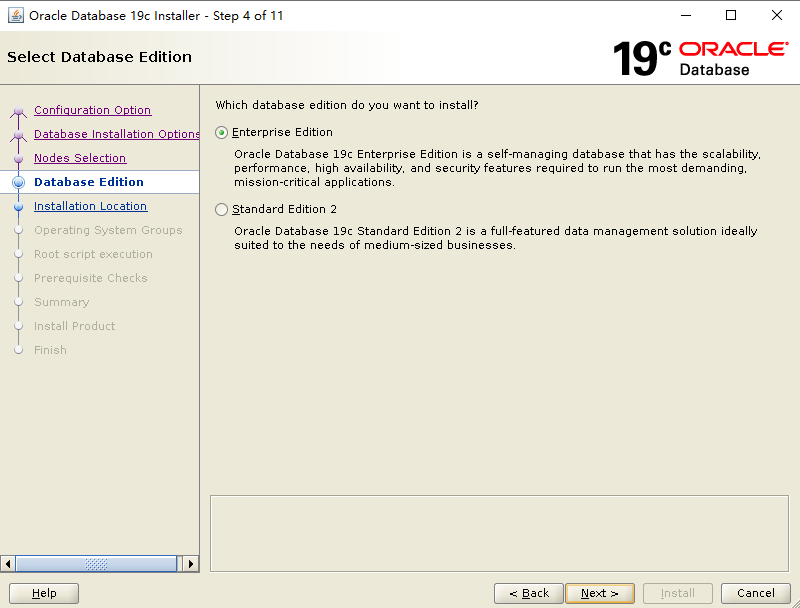 Oracle Database 19c Installer - Step 4 of 11
Select Database Edition
19c ORACLE
Database
Configuration Option
Database Installation Options
Nodes Selection
Database Edition
Installation Location
Operating System Groups
Root script execution
Prerequisite Checks
Summary
Install Product
Finish
Which database edition do you want to install?
Enterprise Edition
Oracle Database 19c Enterprise Edition is a self-managing database that has the scalability,
performance, high availability, and security features required to run the most demanding,
mission-critical applications.
Standard Edition 2
Oracle Database 19c Standard Edition 2 is a full-featured data management solution ideally
suited to the needs of medium-sized businesses.
Help
< Back
Next >
Install
Cancel